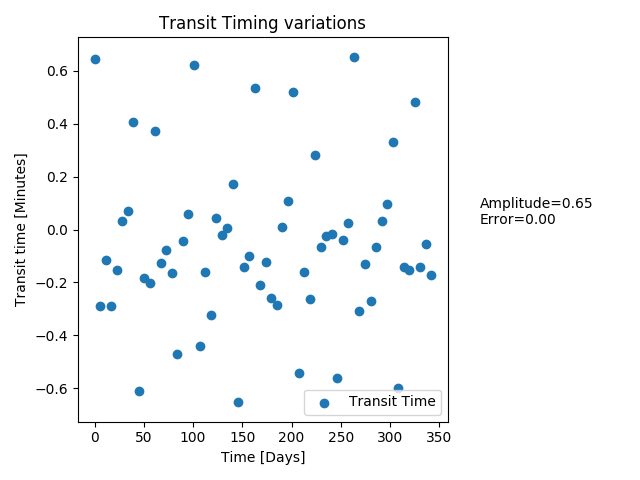 Transit Timing variations
Transit time [Minutes]
0.6
0.4
0.2
0.0
−0.2
−0.4
−0.6
Amplitude=0.65
Error=0.00
Transit Time
0 50 100 150 200 250 300 350
Time [Days]